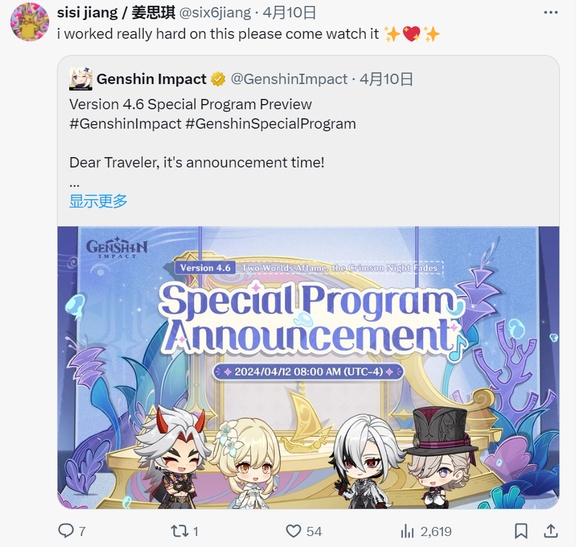 sisi jiang / 姜思琪 @six6jiang · 4月10日
i worked really hard on this please come watch it ✨💖✨
Genshin Impact @GenshinImpact · 4月10日
Version 4.6 Special Program Preview
#GenshinImpact #GenshinSpecialProgram
Dear Traveler, it's announcement time!
...
显示更多
GENSHIN
IMPACT
Version 4.6 Two Worlds Aflame, the Crimson Night Fades
Special Program
Announcement
2024/04/12 08:00 AM (UTC-4)
7 1 54 2,619